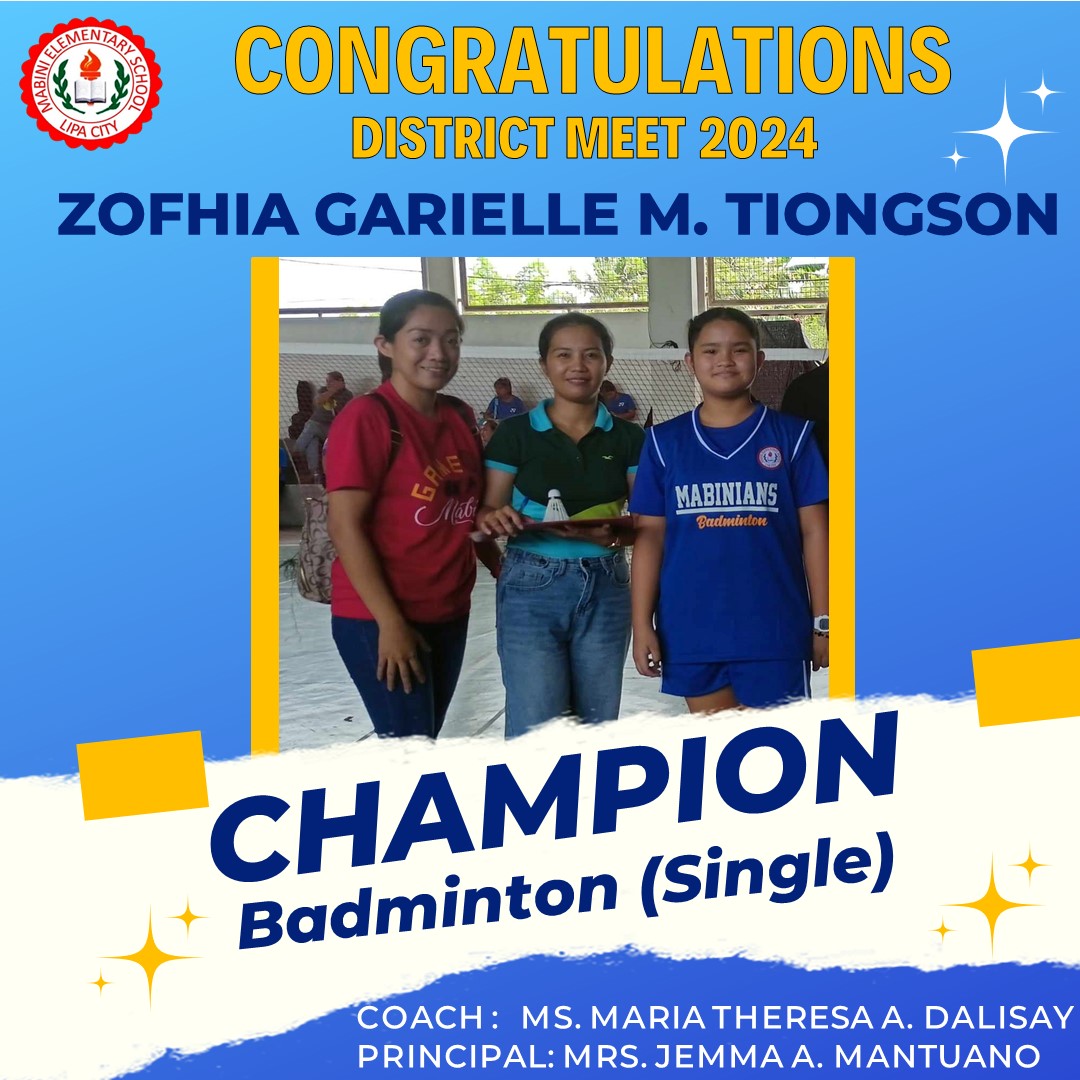 MABINI ELEMENTARY SCHOOL
LIPA CITY
CONGRATULATIONS
DISTRICT MEET 2024
ZOFHIA GARIELLE M. TIONGSON
GAME
MABINIANS
Badminton
CHAMPION
Badminton (Single)
COACH : MS. MARIA THERESA A. DALISAY
PRINCIPAL: MRS. JEMMA A. MANTUANO